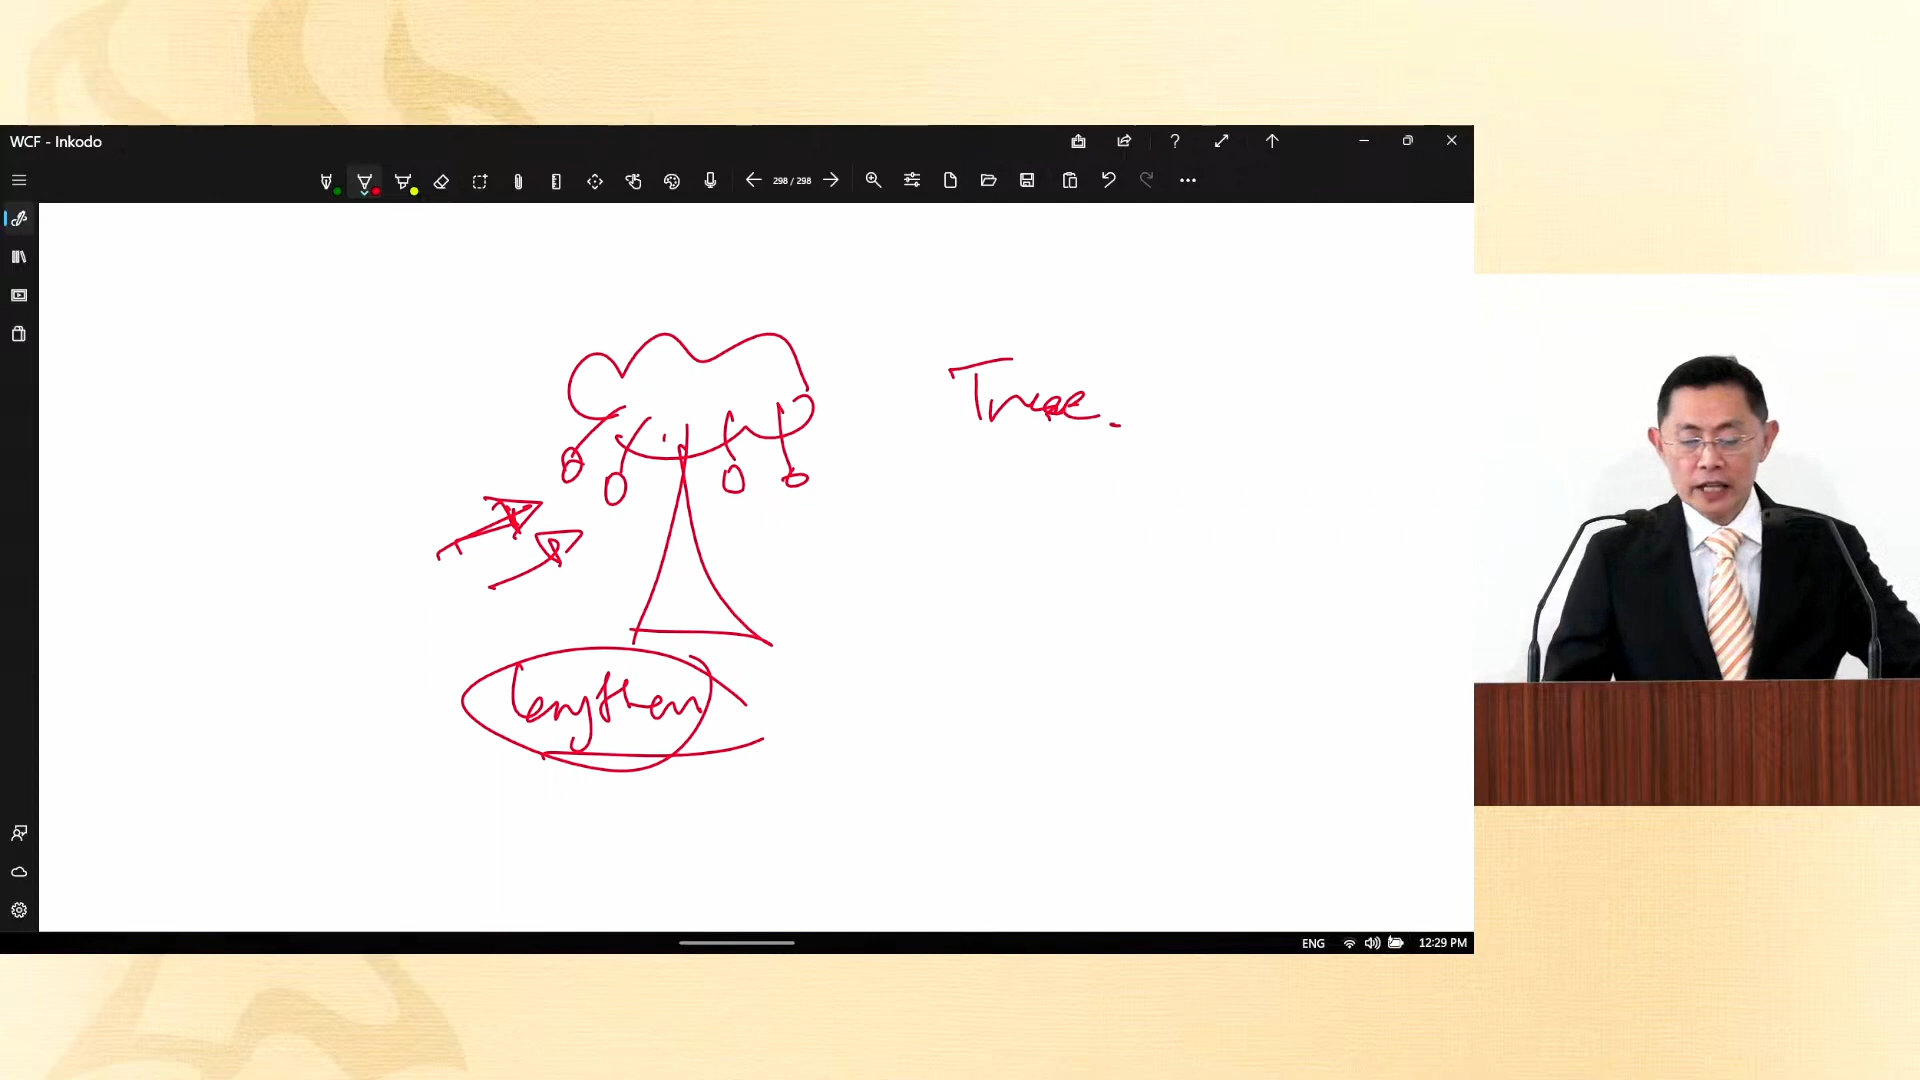 WCF - Inkodo
298 / 298
Tree.
lengthen
ENG 12:29 PM